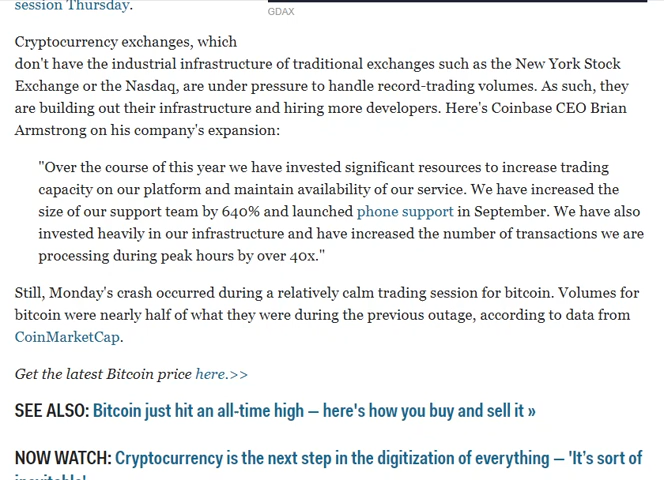 session Thursday.
GDAX
Cryptocurrency exchanges, which
don't have the industrial infrastructure of traditional exchanges such as the New York Stock
Exchange or the Nasdaq, are under pressure to handle record-trading volumes. As such, they
are building out their infrastructure and hiring more developers. Here's Coinbase CEO Brian
Armstrong on his company's expansion:
"Over the course of this year we have invested significant resources to increase trading
capacity on our platform and maintain availability of our service. We have increased the
size of our support team by 640% and launched phone support in September. We have also
invested heavily in our infrastructure and have increased the number of transactions we are
processing during peak hours by over 40x."
Still, Monday's crash occurred during a relatively calm trading session for bitcoin. Volumes for
bitcoin were nearly half of what they were during the previous outage, according to data from
CoinMarketCap.
Get the latest Bitcoin price here.>>
SEE ALSO: Bitcoin just hit an all-time high — here's how you buy and sell it »
NOW WATCH: Cryptocurrency is the next step in the digitization of everything — 'It's sort of
inevitable'